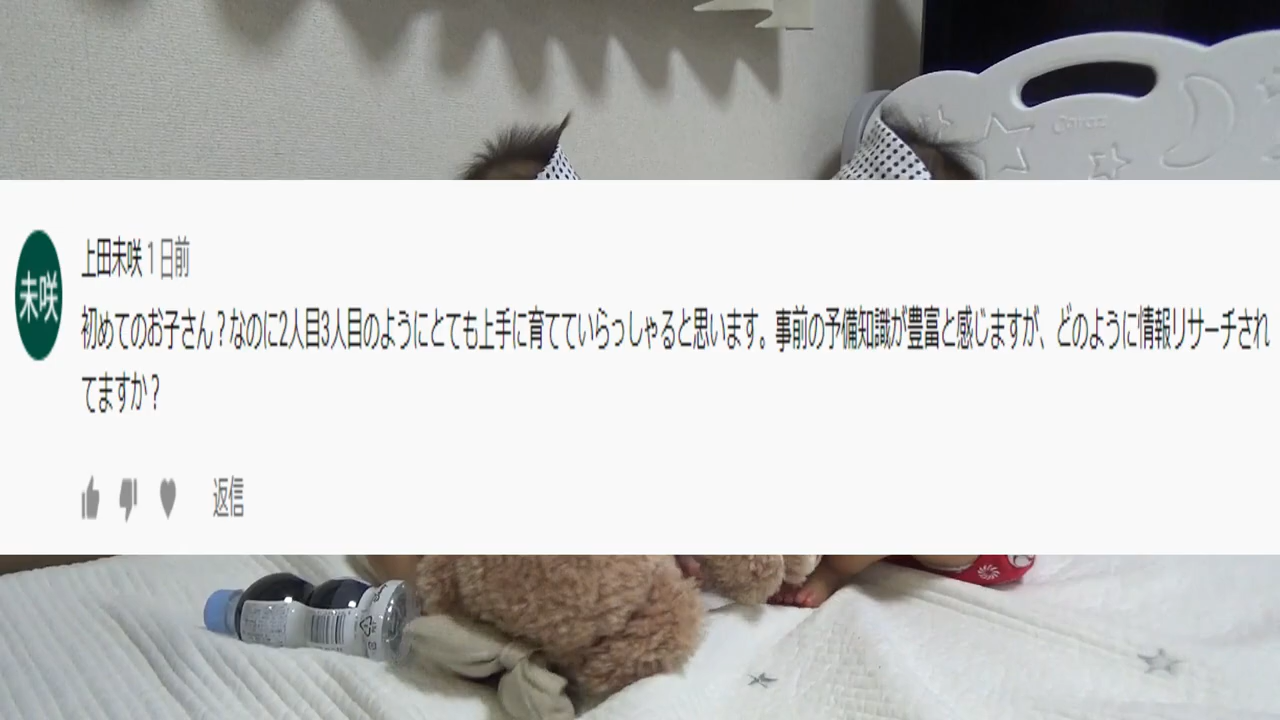 未咲
上田未咲 1 日前
初めてのお子さん？なのに2人目3人目のようにとても上手に育てていらっしゃると思います。事前の予備知識が豊富と感じますが、どのように情報リサーチされ
てますか？
返信